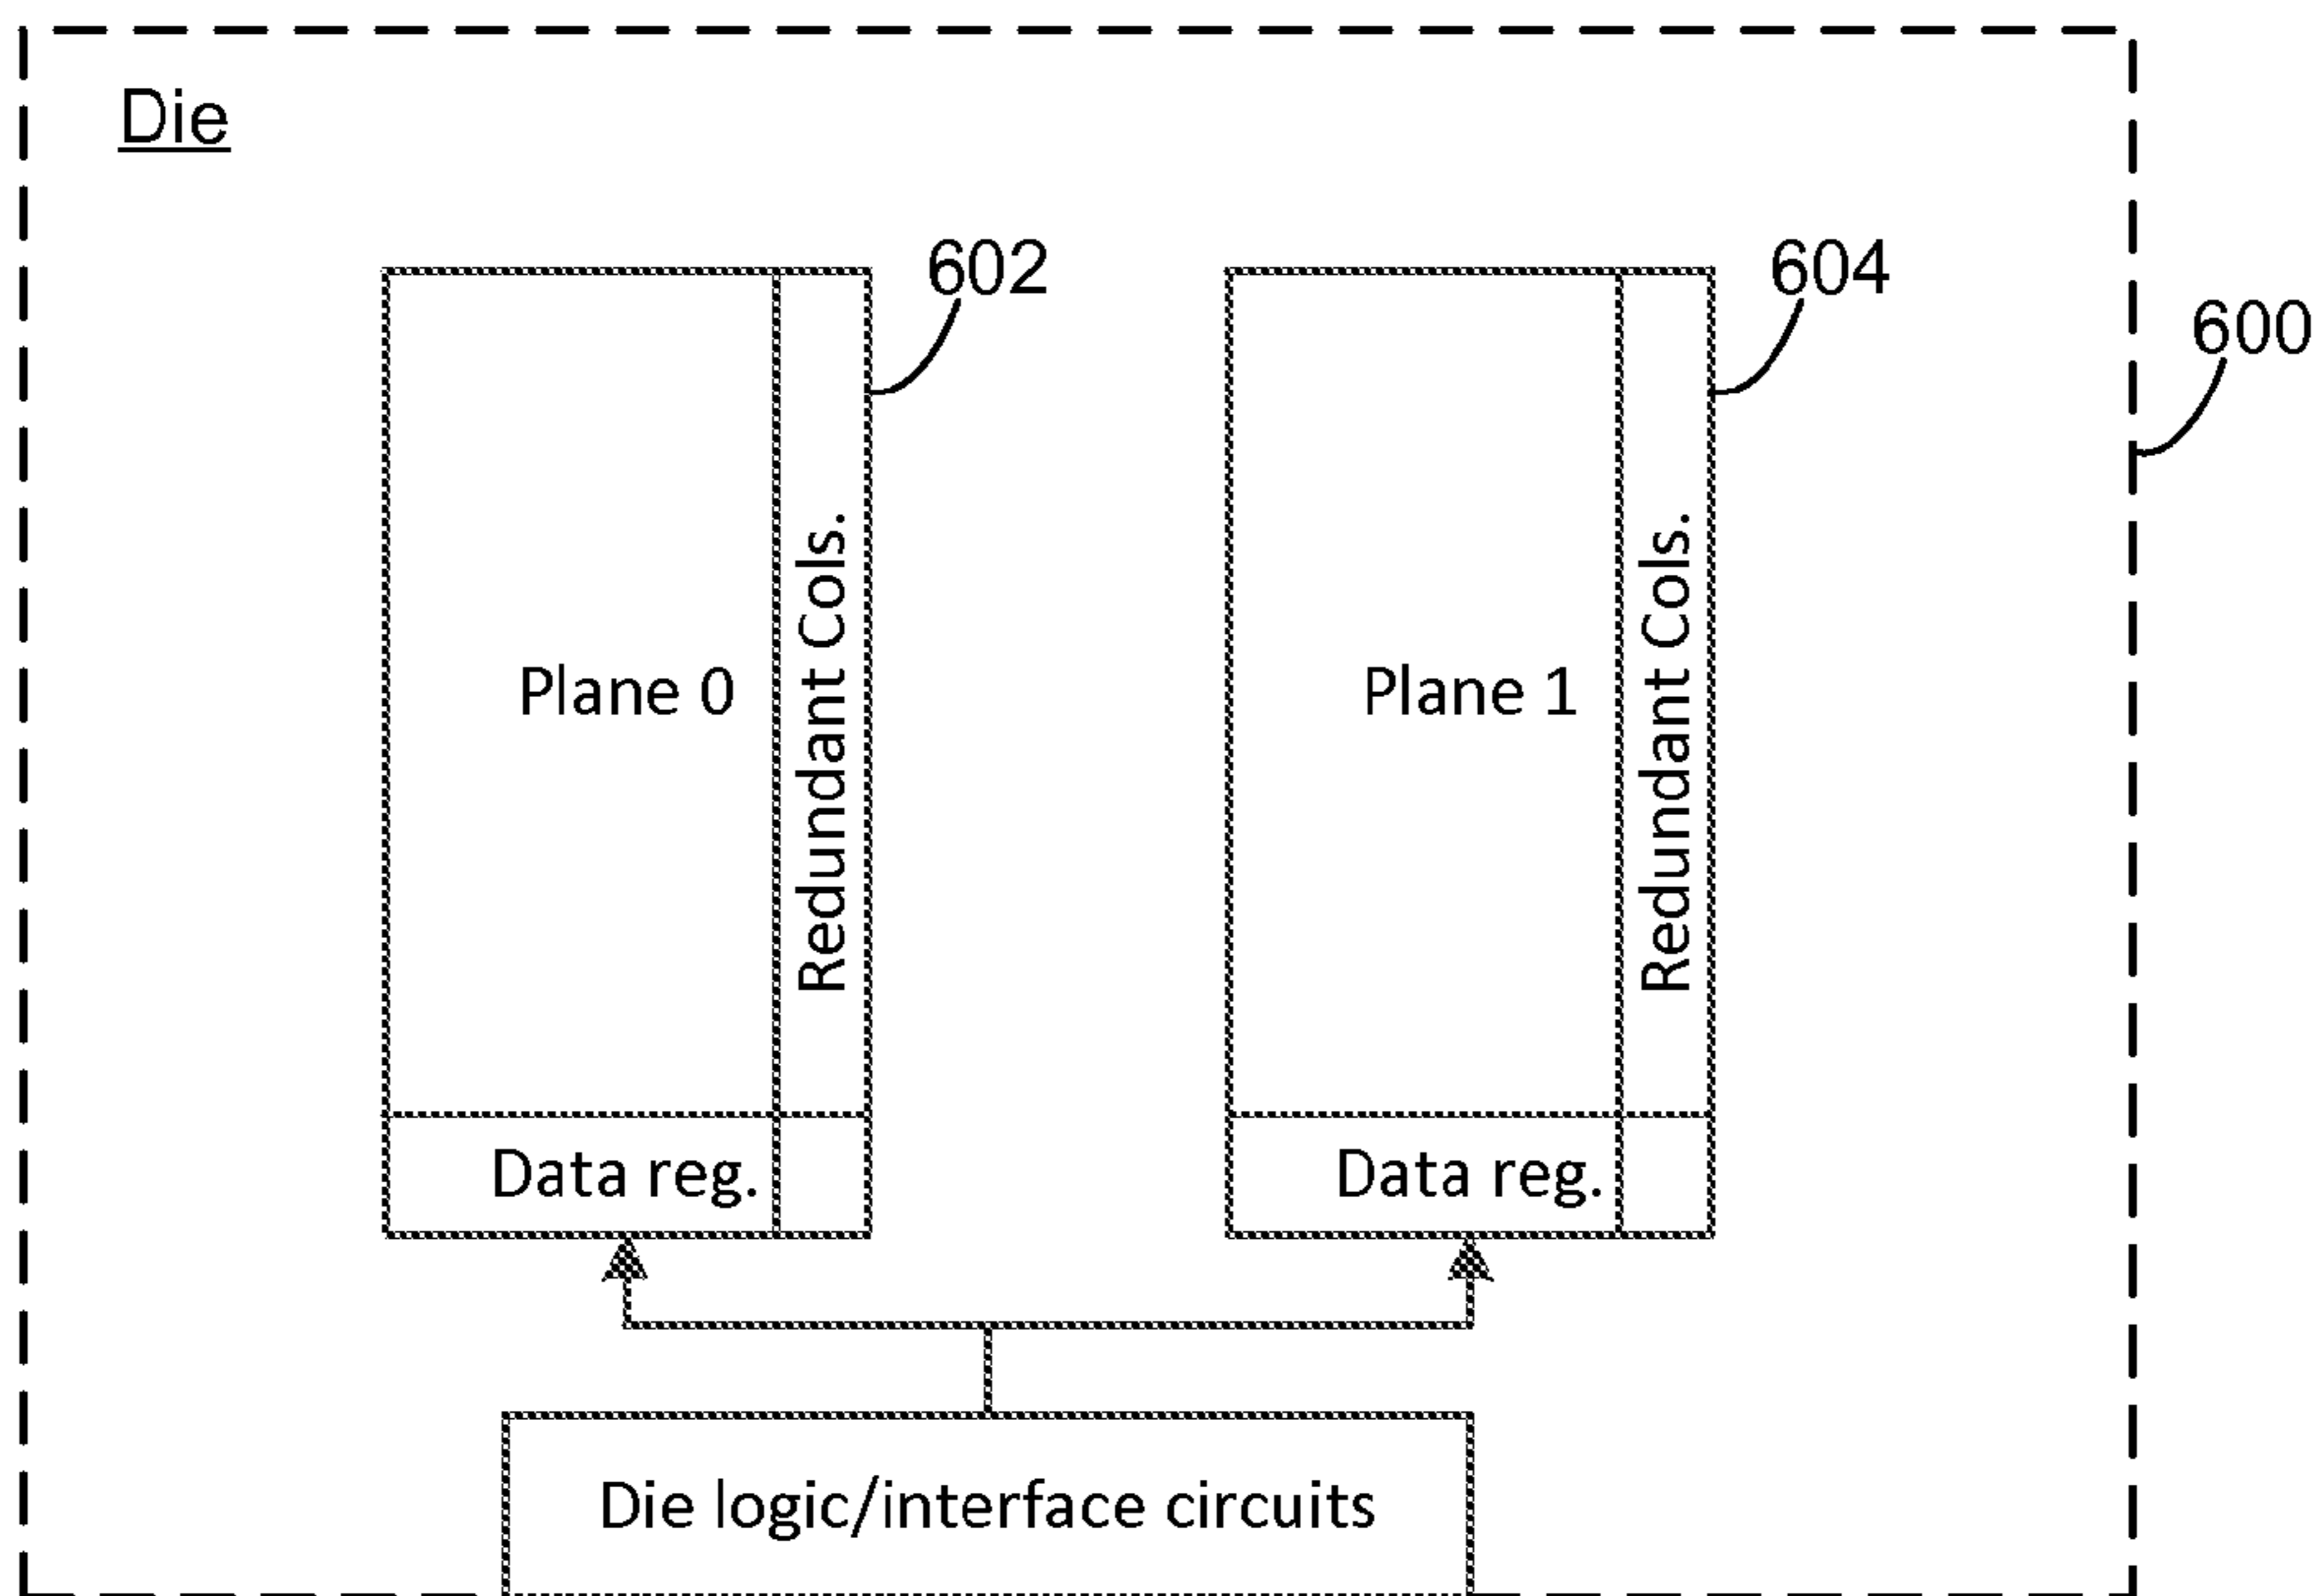 Die
602
604
600
Plane 0
Redundant Cols.
Plane 1
Redundant Cols.
Data reg.
Data reg.
Die logic/interface circuits